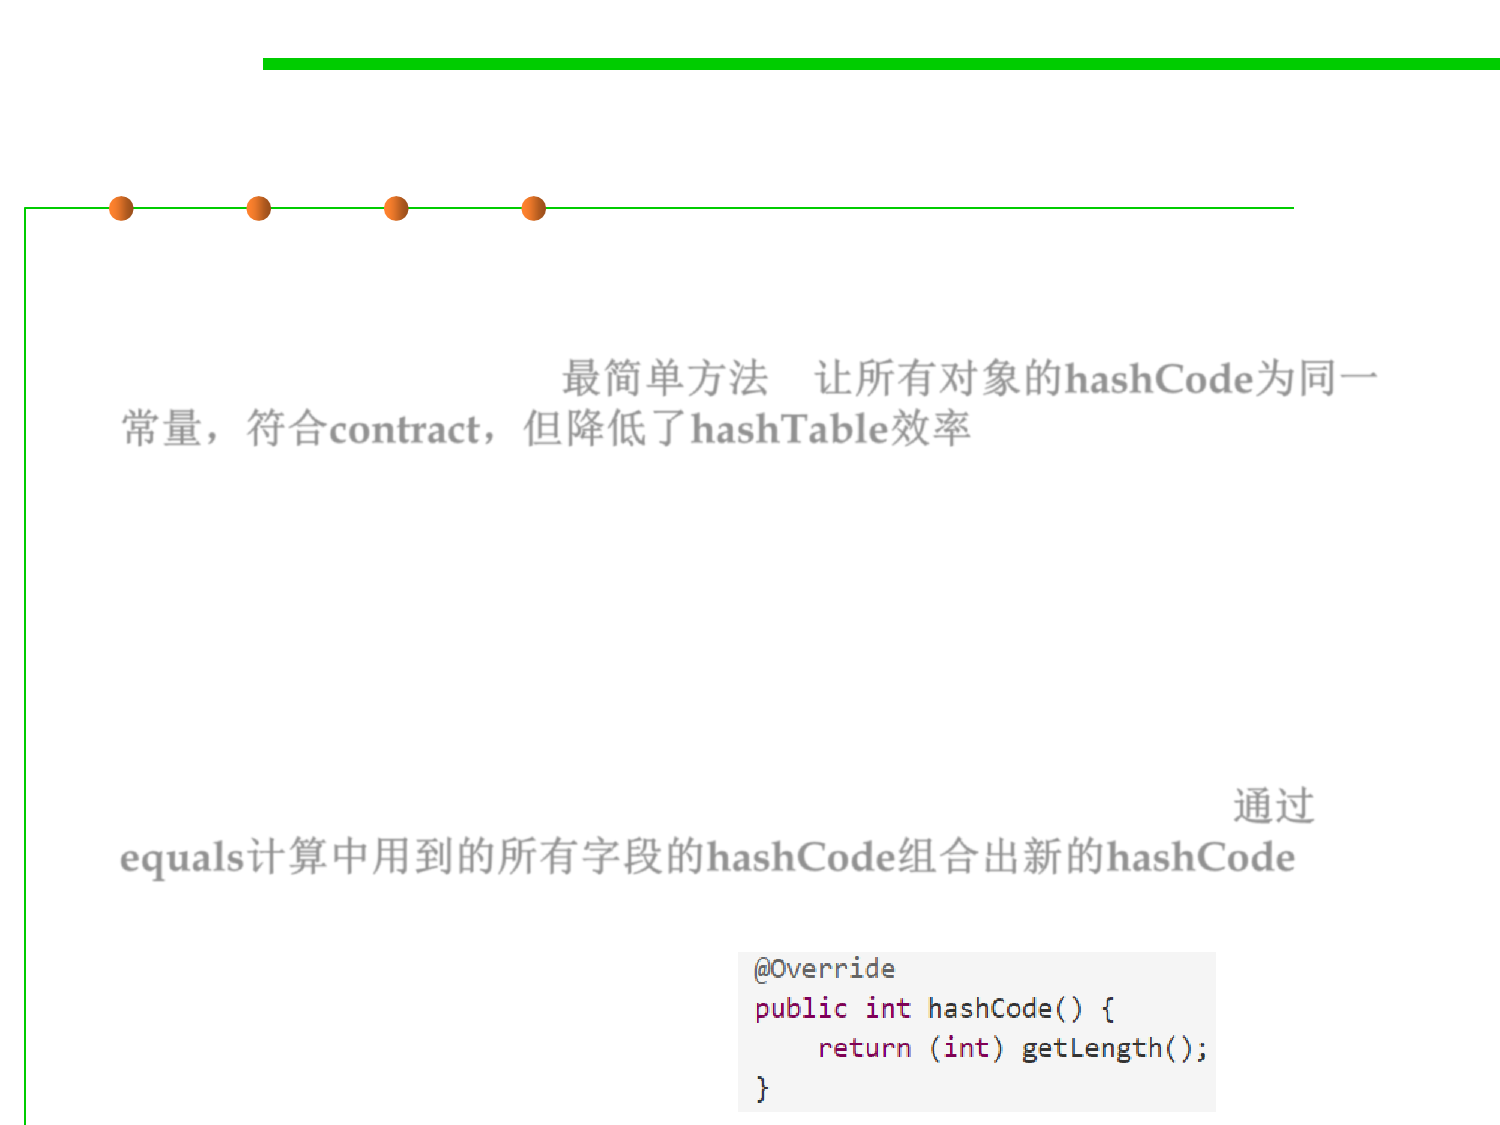 最简单方法 让所有对象的hashCode为同一
常量，符合contract，但降低了hashTable效率
通过
equals计算中用到的所有字段的hashCode组合出新的hashCode
@Override
public int hashCode() {
    return (int) getLength();
}